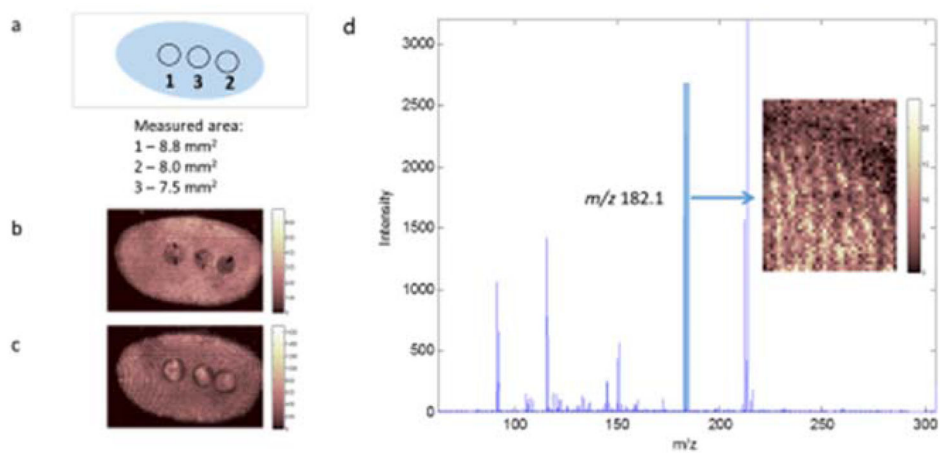 a
1 3 2
Measured area:
1 – 8.8 mm²
2 – 8.0 mm²
3 – 7.5 mm²
b
c
d
3000
2500
2000
1500
1000
500
0
Intensity
m/z 182.1
100 150 200 250 300
m/z